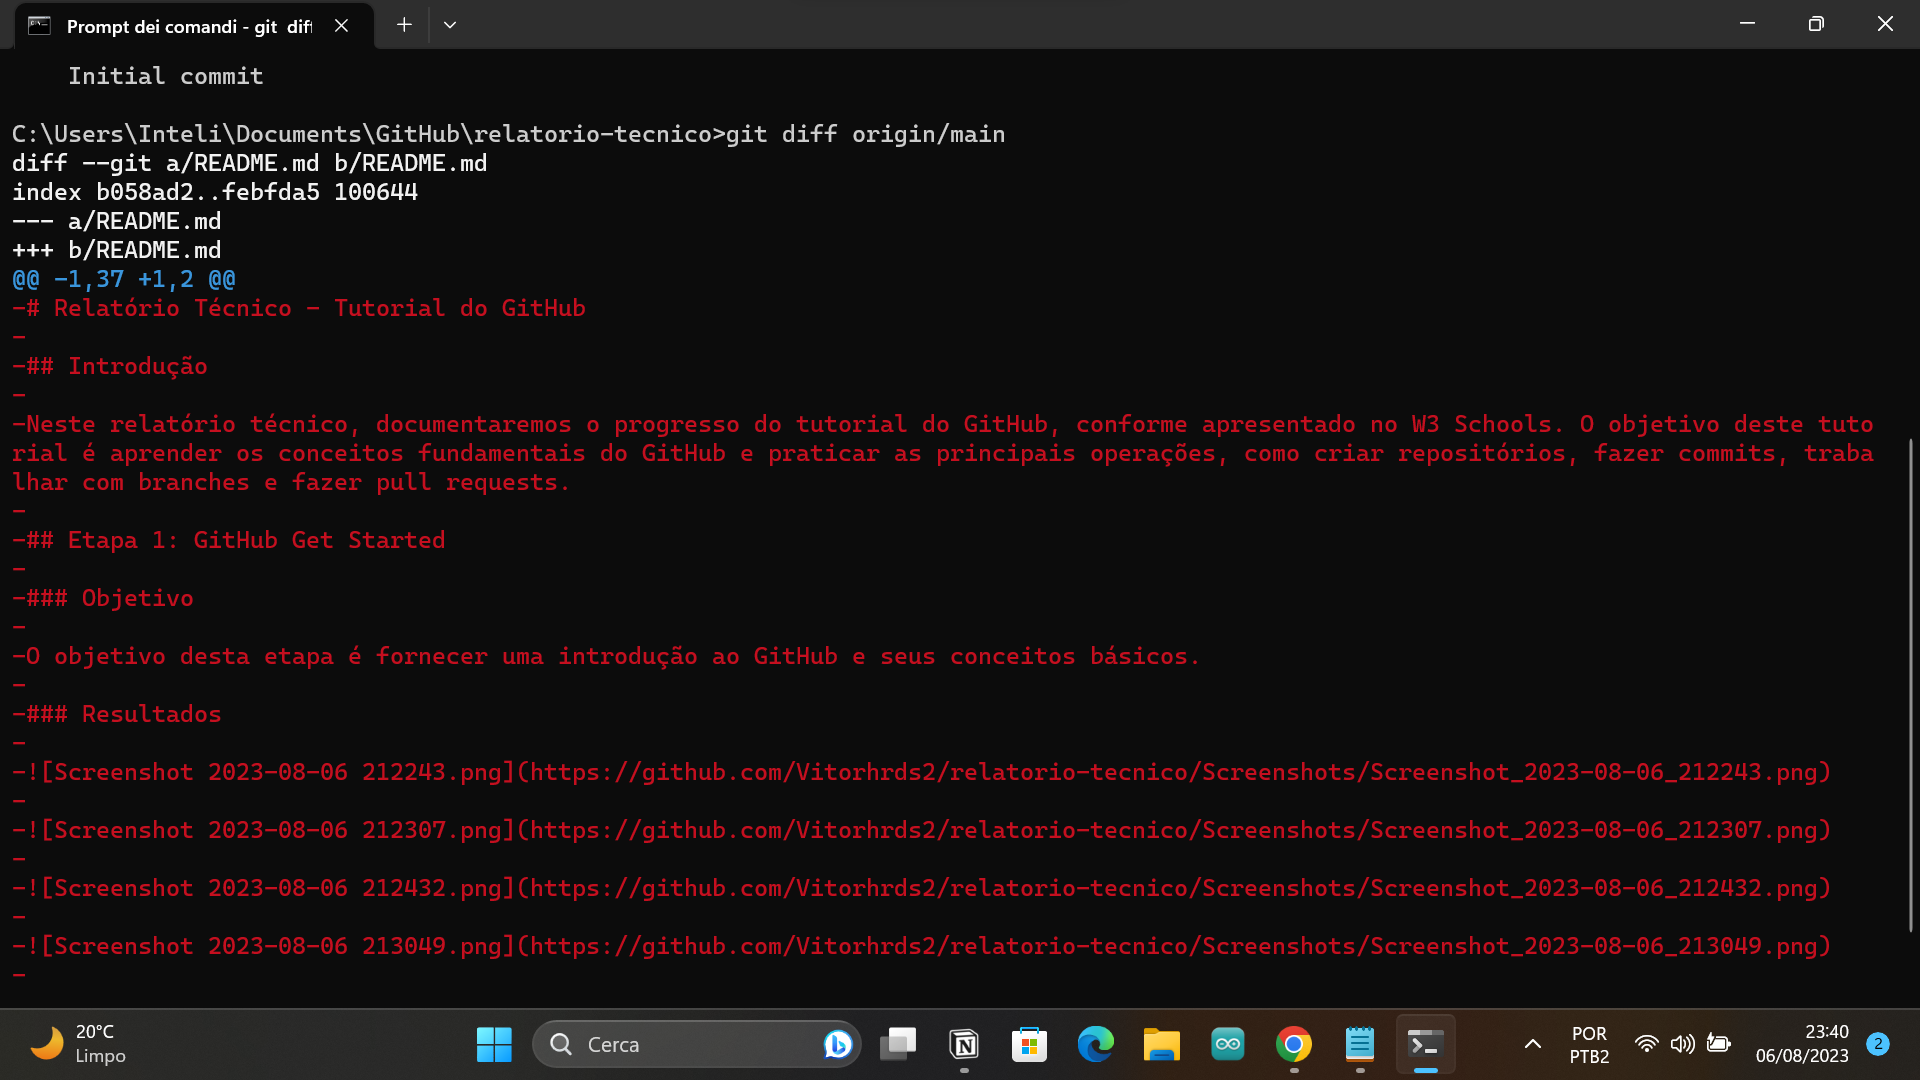 Prompt dei comandi - git  diff
Initial commit
C:\Users\Inteli\Documents\GitHub\relatorio-tecnico>git diff origin/main
diff --git a/README.md b/README.md
index b058ad2..febfda5 100644
--- a/README.md
+++ b/README.md
@@ -1,37 +1,2 @@
-# Relatório Técnico - Tutorial do GitHub
-
-## Introdução
-
-Neste relatório técnico, documentaremos o progresso do tutorial do GitHub, conforme apresentado no W3 Schools. O objetivo deste tuto
rial é aprender os conceitos fundamentais do GitHub e praticar as principais operações, como criar repositórios, fazer commits, traba
lhar com branches e fazer pull requests.
-
-## Etapa 1: GitHub Get Started
-
-### Objetivo
-
-O objetivo desta etapa é fornecer uma introdução ao GitHub e seus conceitos básicos.
-
-### Resultados
-
-![Screenshot 2023-08-06 212243.png](https://github.com/Vitorhrds2/relatorio-tecnico/Screenshots/Screenshot_2023-08-06_212243.png)
-
-![Screenshot 2023-08-06 212307.png](https://github.com/Vitorhrds2/relatorio-tecnico/Screenshots/Screenshot_2023-08-06_212307.png)
-
-![Screenshot 2023-08-06 212432.png](https://github.com/Vitorhrds2/relatorio-tecnico/Screenshots/Screenshot_2023-08-06_212432.png)
-
-![Screenshot 2023-08-06 213049.png](https://github.com/Vitorhrds2/relatorio-tecnico/Screenshots/Screenshot_2023-08-06_213049.png)
-
20°C
Limpo
Cerca
POR
PTB2
23:40
06/08/2023
2